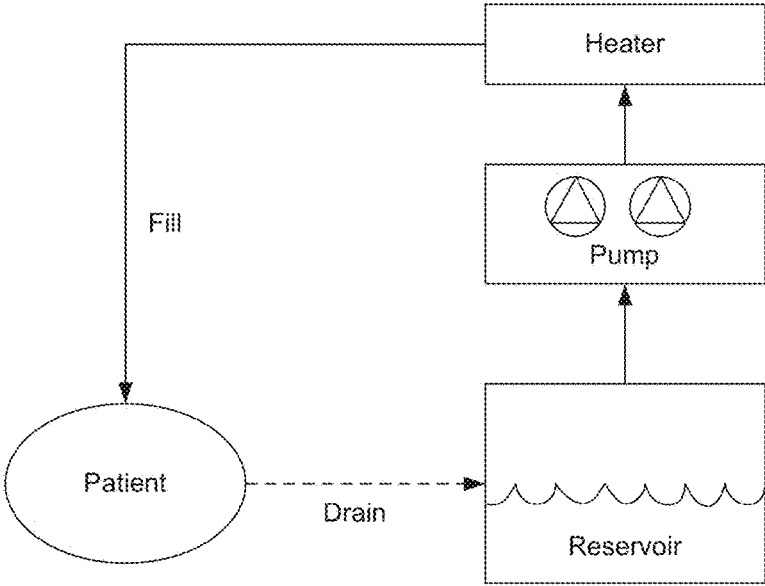 Heater
Pump
Fill
Patient
Drain
Reservoir